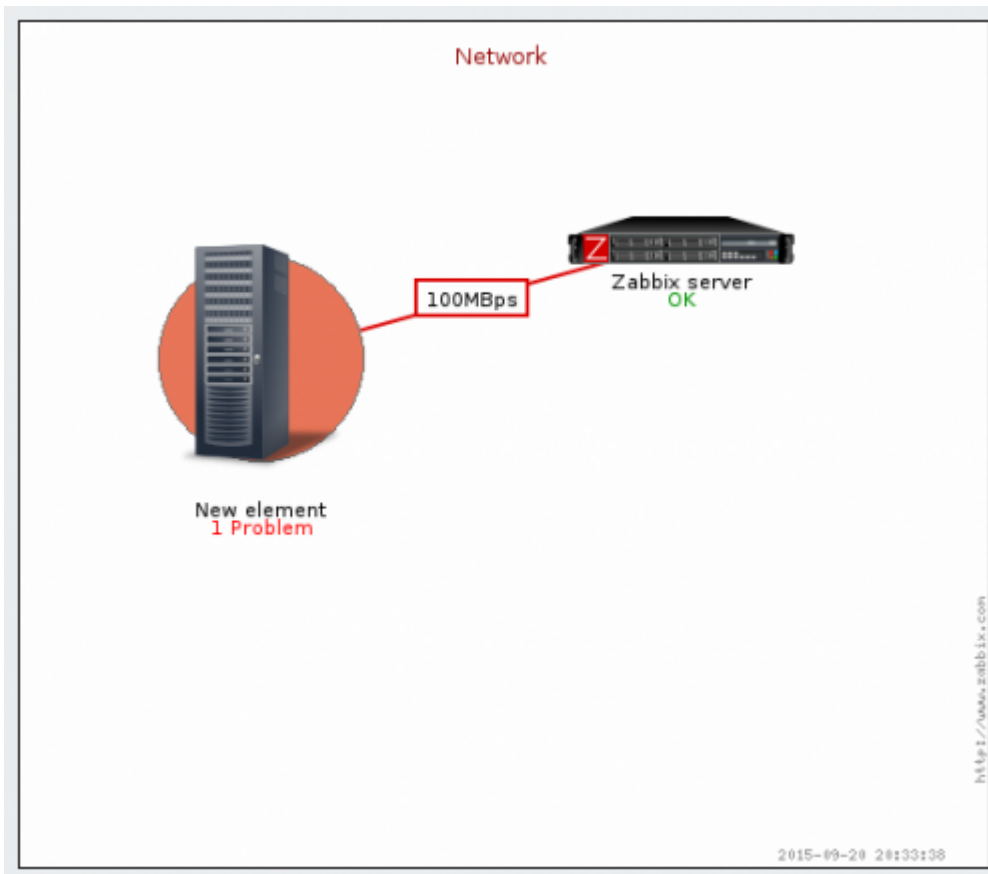 Network
Z
Zabbix server
OK
100MBps
New element
1 Problem
http://www.zabbix.com
2015-09-20 20:33:38